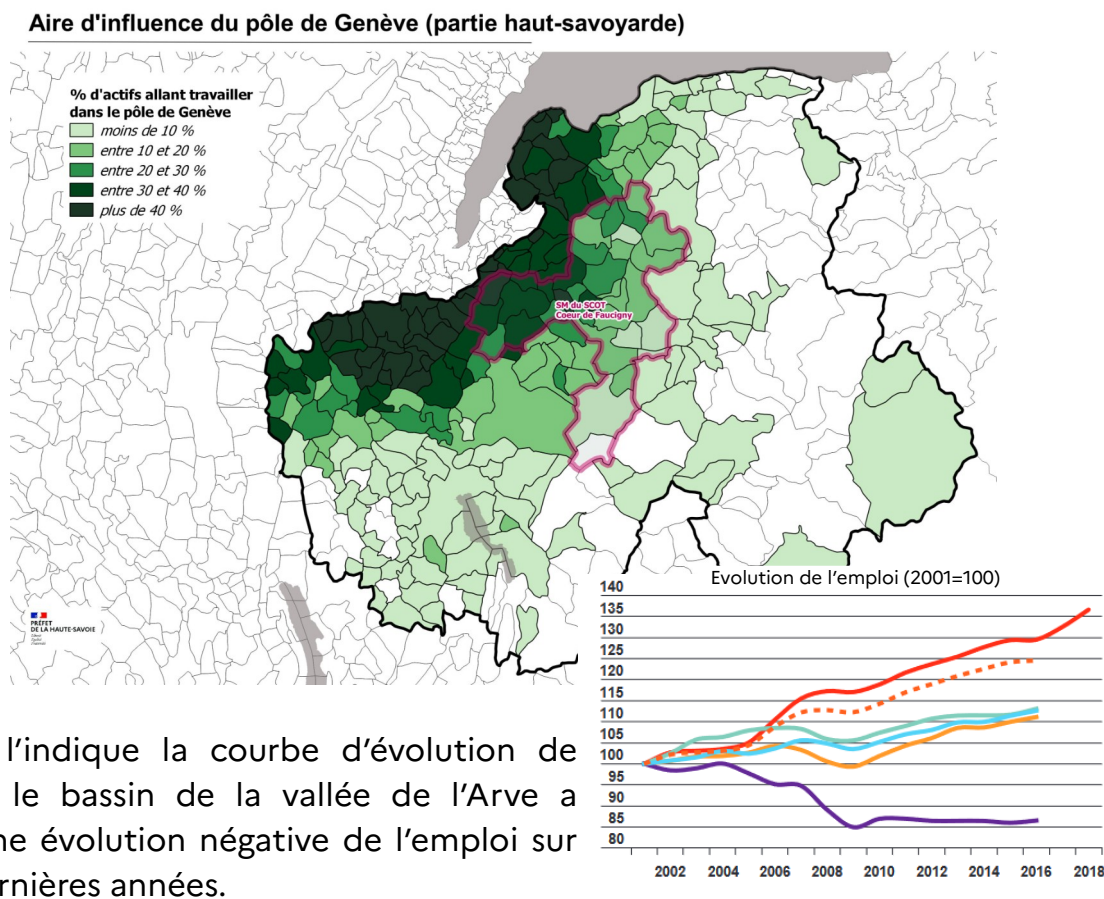 Aire d'influence du pôle de Genève (partie haut-savoyarde)
% d'actifs allant travailler
dans le pôle de Genève
moins de 10 %
entre 10 et 20 %
entre 20 et 30 %
entre 30 et 40 %
plus de 40 %
SM du SCOT
Coeur de Faucigny
PRÉFET
DE LA HAUTE-SAVOIE
Evolution de l'emploi (2001=100)
140
135
130
125
120
115
110
105
100
95
90
85
80
2002 2004 2006 2008 2010 2012 2014 2016 2018
l’indique la courbe d’évolution de
le bassin de la vallée de l’Arve a
ne évolution négative de l’emploi sur
ernières années.